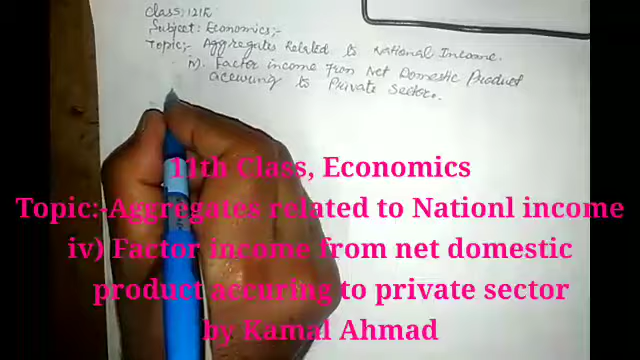 Class: 12th
Subject: Economics;-
Topic;- Aggregates Related to National Income.
iv). Factor income from Net Domestic Product
accuring to Private Sector.
11th Class, Economics
Topic:-Aggregates related to Nationl income
iv) Factor income from net domestic
product accuring to private sector
by Kamal Ahmad